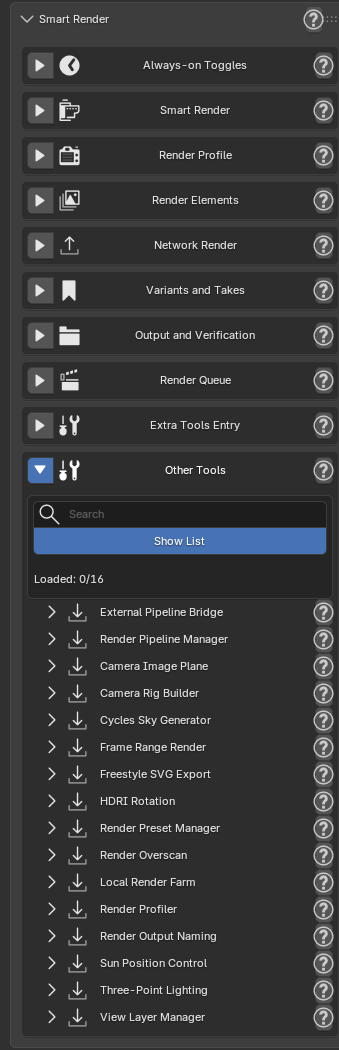 Smart Render
Always-on Toggles
Smart Render
Render Profile
Render Elements
Network Render
Variants and Takes
Output and Verification
Render Queue
Extra Tools Entry
Other Tools
Search
Show List
Loaded: 0/16
External Pipeline Bridge
Render Pipeline Manager
Camera Image Plane
Camera Rig Builder
Cycles Sky Generator
Frame Range Render
Freestyle SVG Export
HDRI Rotation
Render Preset Manager
Render Overscan
Local Render Farm
Render Profiler
Render Output Naming
Sun Position Control
Three-Point Lighting
View Layer Manager